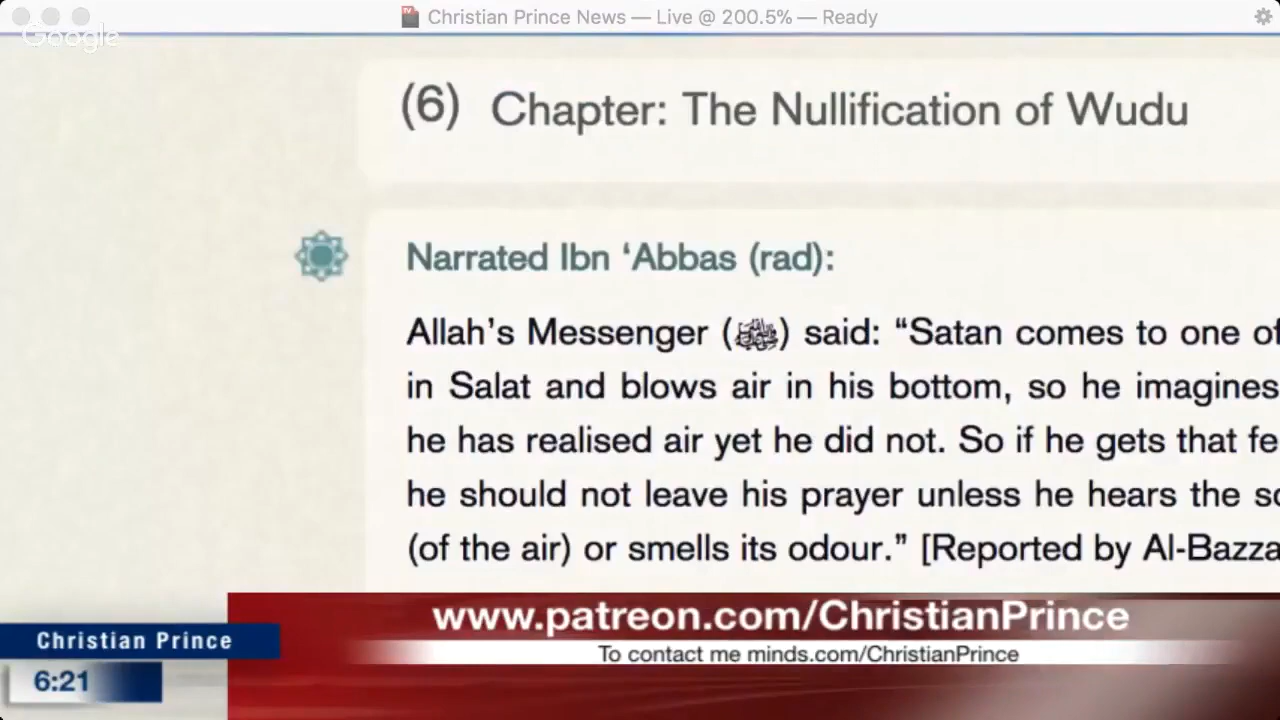 Christian Prince News — Live @ 200.5% — Ready
Google
(6) Chapter: The Nullification of Wudu
Narrated Ibn ‘Abbas (rad):
Allah’s Messenger (ﷺ) said: “Satan comes to one of
in Salat and blows air in his bottom, so he imagines
he has realised air yet he did not. So if he gets that
he should not leave his prayer unless he hears the
(of the air) or smells its odour.” [Reported by
www.patreon.com/ChristianPrince
To contact me minds.com/ChristianPrince
Christian Prince
6:21